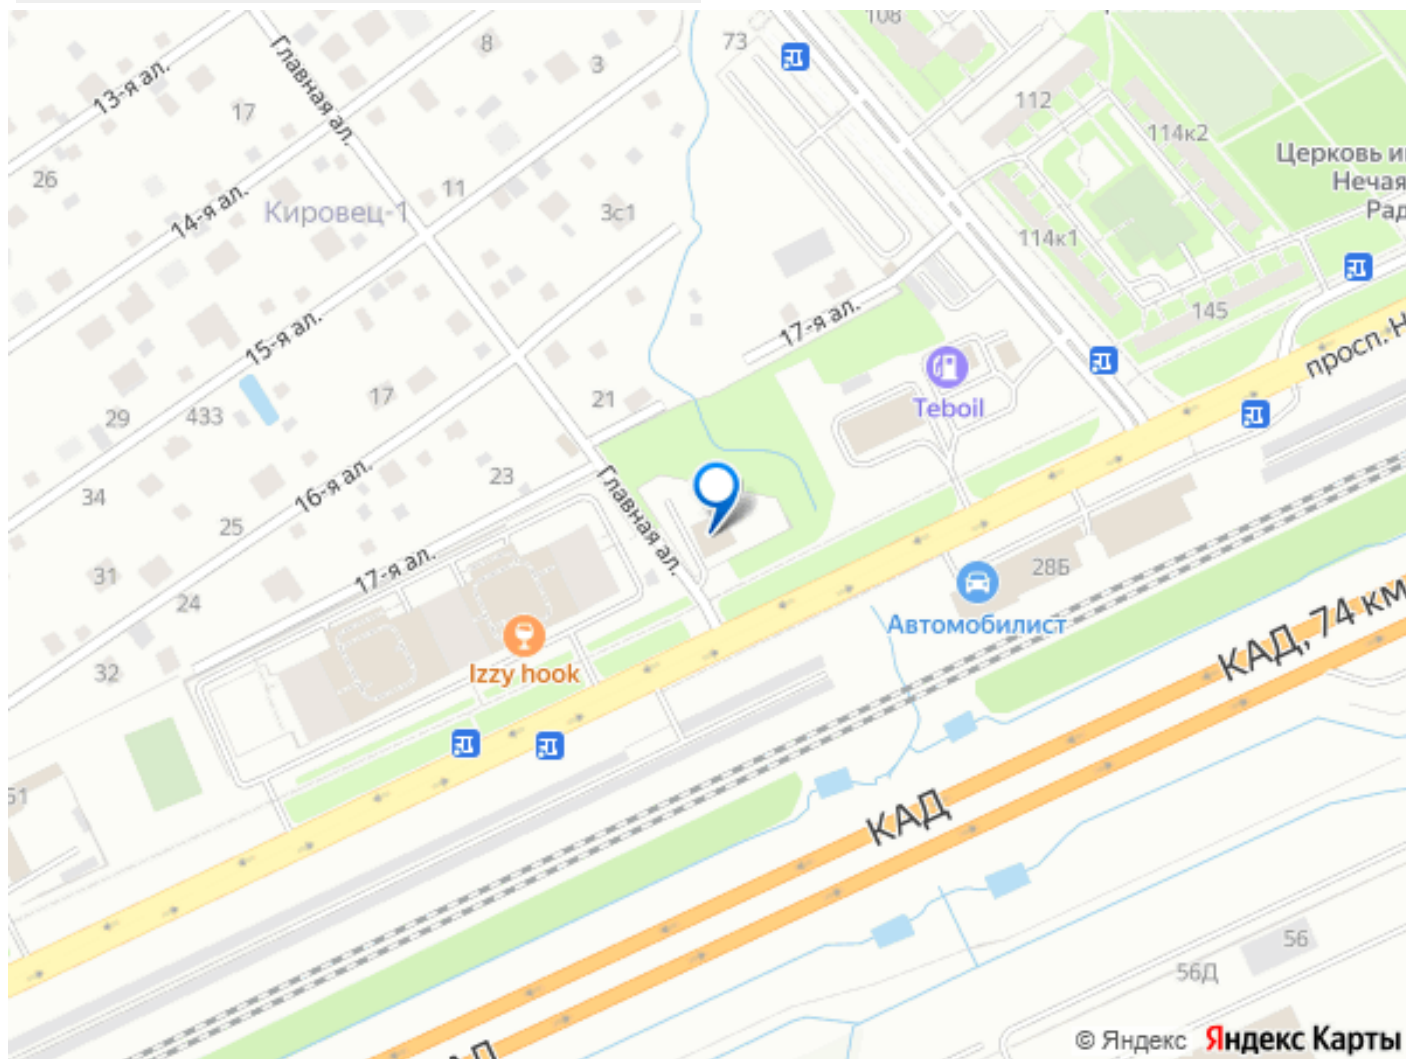 108
73
8
3
Главная ал.
13-я ал.
17
112
114к2
Церковь и
Нечая
Рад
26
11
14-я ал.
Кировец-1
3с1
114к1
145
17-я ал.
15-я ал.
просп. Н
Teboil
17
21
29
433
23
16-я ал.
Главная ал.
34
25
17-я ал.
28Б
31
24
Автомобилист
КАД, 74 км
Izzy hook
32
51
КАД
56
56Д
© Яндекс
Яндекс Карты